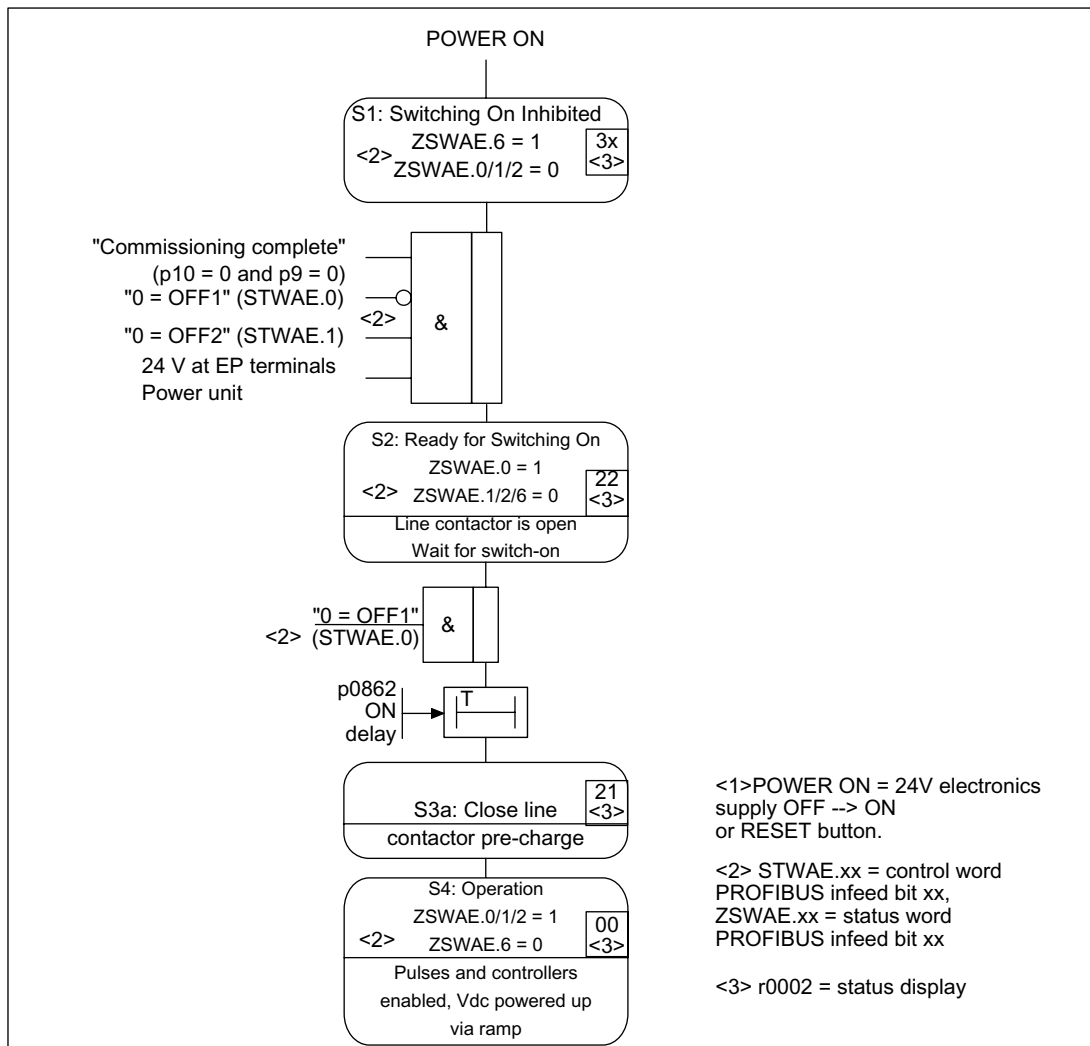 POWER ON
S1: Switching On Inhibited
ZSWAE.6 = 1
<2>
ZSWAE.0/1/2 = 0
3x
<3>
"Commissioning complete"
(p10 = 0 and p9 = 0)
"0 = OFF1" (STWAE.0)
<2>
"0 = OFF2" (STWAE.1)
24 V at EP terminals
Power unit
&
S2: Ready for Switching On
ZSWAE.0 = 1
<2>
ZSWAE.1/2/6 = 0
22
<3>
Line contactor is open
Wait for switch-on
"0 = OFF1"
<2>
(STWAE.0)
&
p0862
ON
delay
T
S3a: Close line
21
<3>
contactor pre-charge
S4: Operation
ZSWAE.0/1/2 = 1
<2>
ZSWAE.6 = 0
00
<3>
Pulses and controllers
enabled, Vdc powered up
via ramp
<1>POWER ON = 24V electronics
supply OFF --> ON
or RESET button.
<2> STWAE.xx = control word
PROFIBUS infeed bit xx,
ZSWAE.xx = status word
PROFIBUS infeed bit xx
<3> r0002 = status display